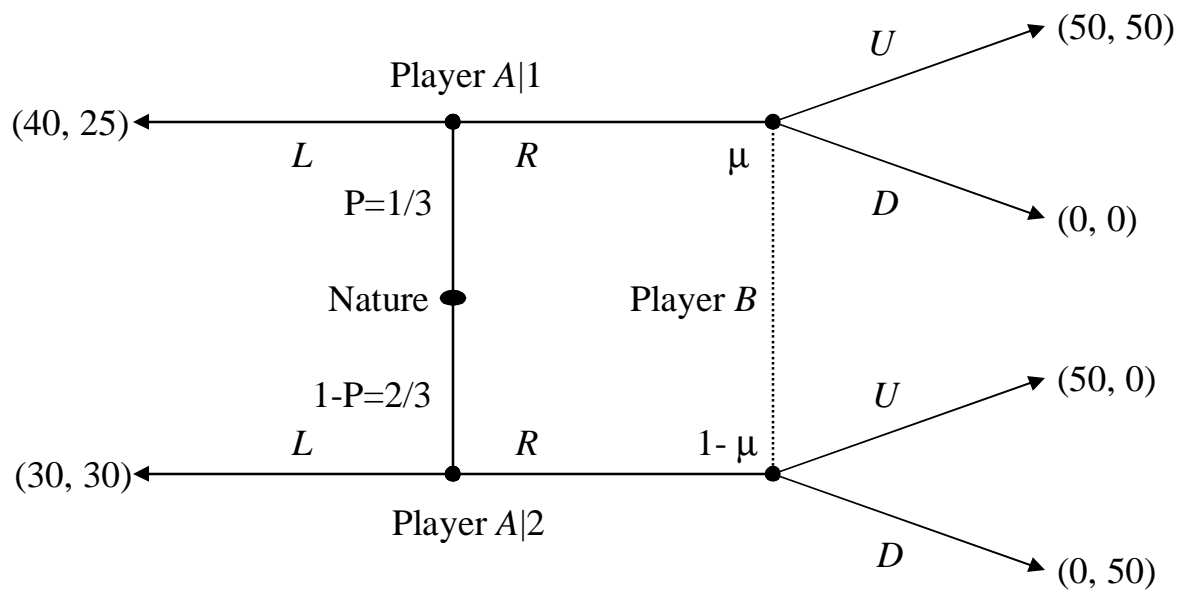 (50, 50)
U
Player A|1
(40, 25)
L
R
μ
P=1/3
D
(0, 0)
Nature
Player B
1-P=2/3
U
(50, 0)
L
R
1- μ
(30, 30)
Player A|2
D
(0, 50)